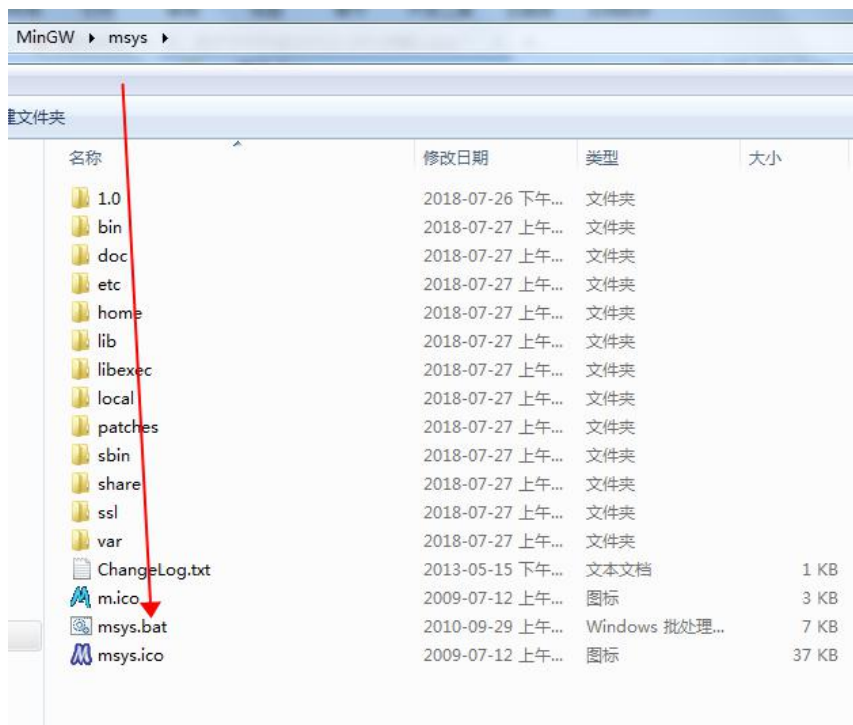 MinGW ▸ msys ▸
建文件夹
名称 修改日期 类型 大小
1.0 2018-07-26 下午... 文件夹
bin 2018-07-27 上午... 文件夹
doc 2018-07-27 上午... 文件夹
etc 2018-07-27 上午... 文件夹
home 2018-07-27 上午... 文件夹
lib 2018-07-27 上午... 文件夹
libexec 2018-07-27 上午... 文件夹
local 2018-07-27 上午... 文件夹
patches 2018-07-27 上午... 文件夹
sbin 2018-07-27 上午... 文件夹
share 2018-07-27 上午... 文件夹
ssl 2018-07-27 上午... 文件夹
var 2018-07-27 上午... 文件夹
ChangeLog.txt 2013-05-15 下午... 文本文档 1 KB
m.ico 2009-07-12 上午... 图标 3 KB
msys.bat 2010-09-29 上午... Windows 批处理... 7 KB
msys.ico 2009-07-12 上午... 图标 37 KB